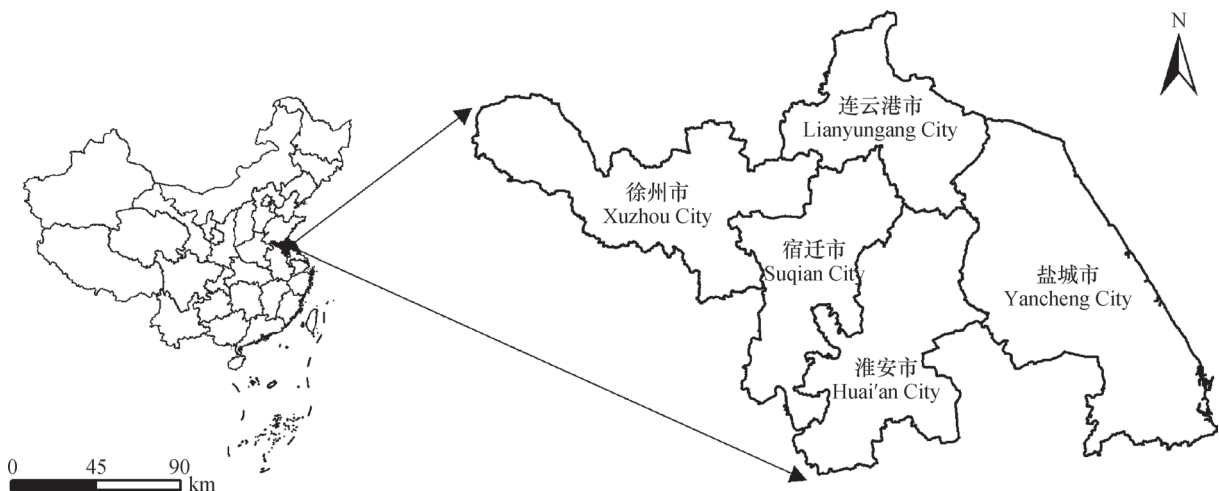 N
连云港市
Lianyungang City
徐州市
Xuzhou City
宿迁市
Suqian City
盐城市
Yancheng City
淮安市
Huai'an City
0 45 90
km